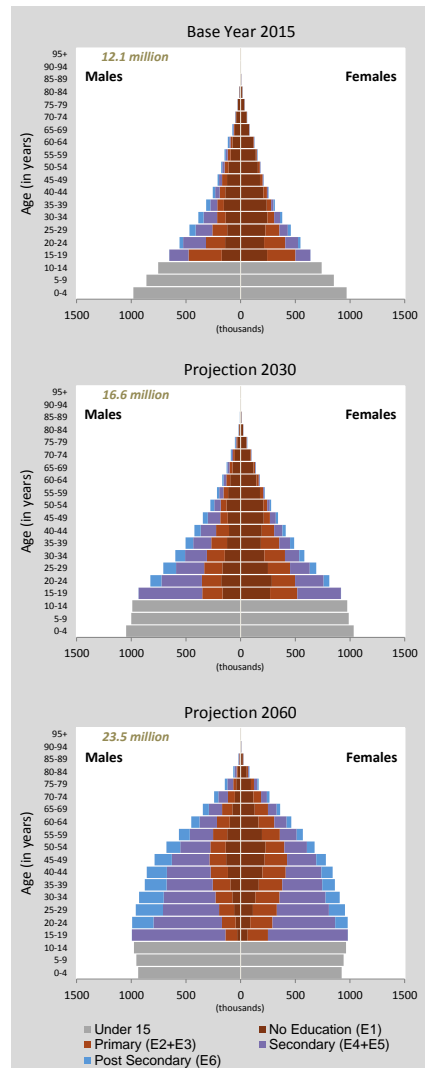 Base Year 2015
12.1 million
Males
Females
Age (in years)
95+
90-94
85-89
80-84
75-79
70-74
65-69
60-64
55-59
50-54
45-49
40-44
35-39
30-34
25-29
20-24
15-19
10-14
5-9
0-4
1500 1000 500 0 500 1000 1500
(thousands)
Projection 2030
16.6 million
Males
Females
Age (in years)
95+
90-94
85-89
80-84
75-79
70-74
65-69
60-64
55-59
50-54
45-49
40-44
35-39
30-34
25-29
20-24
15-19
10-14
5-9
0-4
1500 1000 500 0 500 1000 1500
(thousands)
Projection 2060
23.5 million
Males
Females
Age (in years)
95+
90-94
85-89
80-84
75-79
70-74
65-69
60-64
55-59
50-54
45-49
40-44
35-39
30-34
25-29
20-24
15-19
10-14
5-9
0-4
1500 1000 500 0 500 1000 1500
(thousands)
Under 15 No Education (E1)
Primary (E2+E3) Secondary (E4+E5)
Post Secondary (E6)